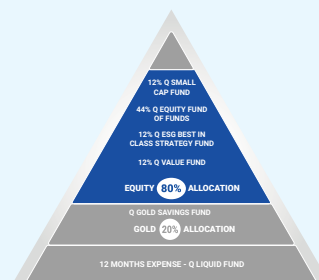 12% Q SMALL
CAP FUND
44% Q EQUITY FUND
OF FUNDS
12% Q ESG BEST IN
CLASS STRATEGY FUND
12% Q VALUE FUND
EQUITY 80% ALLOCATION
Q GOLD SAVINGS FUND
GOLD 20% ALLOCATION
12 MONTHS EXPENSE - Q LIQUID FUND